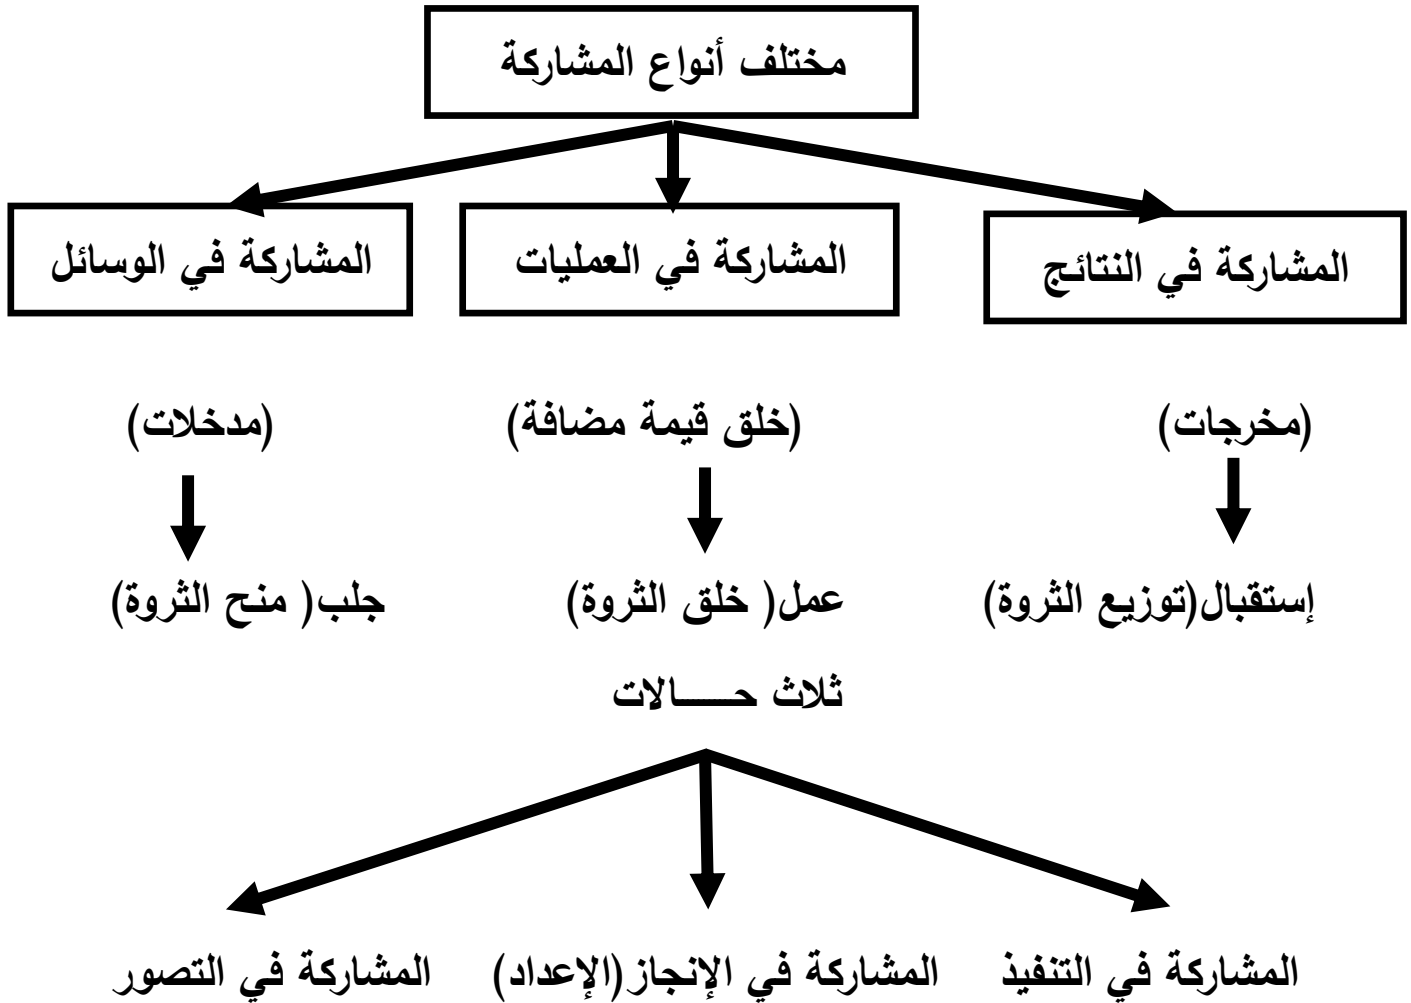 مختلف أنواع المشاركة
المشاركة في النتائج
المشاركة في العمليات
المشاركة في الوسائل
(مخرجات)
(خلق قيمة مضافة)
(مدخلات)
إستقبال(توزيع الثروة)
عمل( خلق الثروة)
جلب( منح الثروة)
ثلاث حـــــالات
المشاركة في التنفيذ
المشاركة في الإنجاز(الإعداد)
المشاركة في التصور